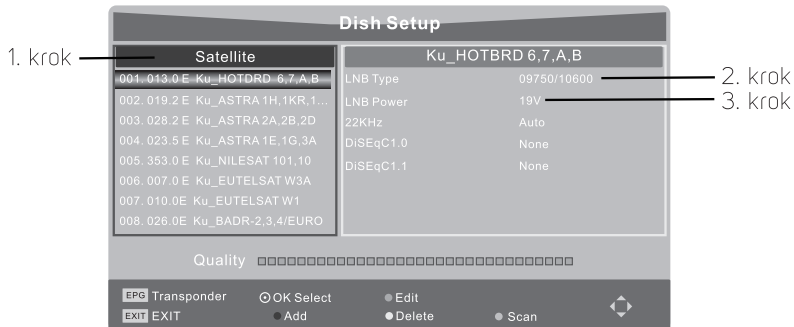 Dish Setup
1. krok
Satellite
001. 013.0 E Ku_HOTDRD 6,7,A,B
002. 019.2 E Ku_ASTRA 1H,1KR,1...
003. 028.2 E Ku_ASTRA 2A,2B,2D
004. 023.5 E Ku_ASTRA 1E,1G,3A
005. 353.0 E Ku_NILESAT 101,10
006. 007.0 E Ku_EUTELSAT W3A
007. 010.0E Ku_EUTELSAT W1
008. 026.0E Ku_BADR-2,3,4/EURO
Ku_HOTBRD 6,7,A,B
LNB Type 09750/10600
2. krok
LNB Power 19V
3. krok
22KHz Auto
DiSEqC1.0 None
DiSEqC1.1 None
Quality
EPG Transponder OK Select Edit
EXIT EXIT Add Delete Scan